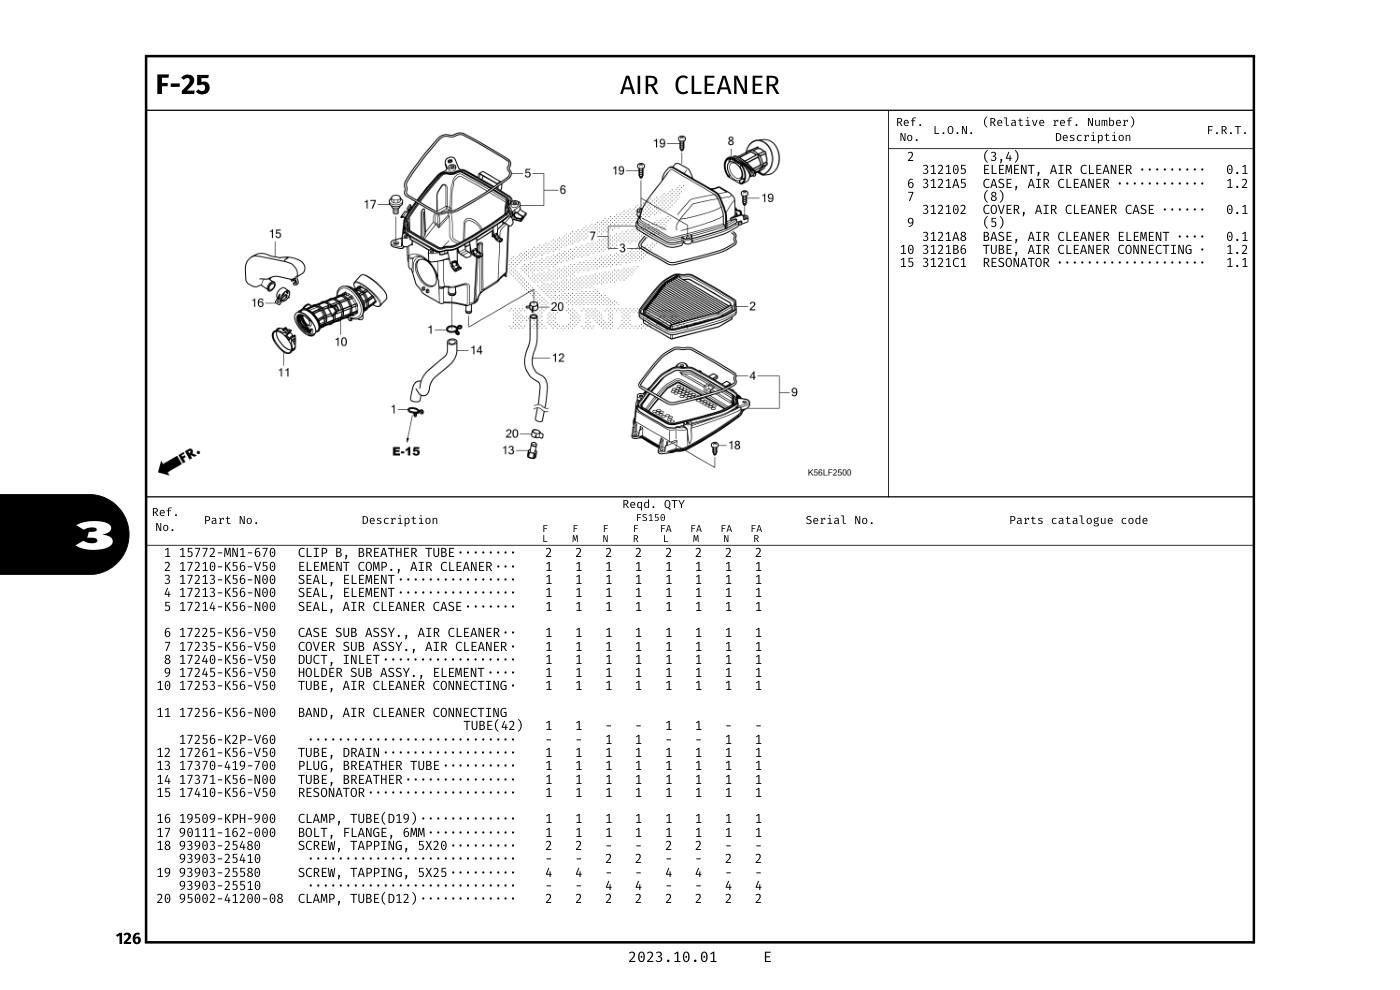 F-25
AIR CLEANER
5
6
17
15
16
10
11
1
14
1
E-15
20
12
20
13
19
19
8
19
7
3
2
4
9
18
HONDA
FR.
K56LF2500
Ref. No. L.O.N. (Relative ref. Number) Description F.R.T.
2 (3,4)
312105 ELEMENT, AIR CLEANER ········· 0.1
6 3121A5 CASE, AIR CLEANER ············ 1.2
7 (8)
312102 COVER, AIR CLEANER CASE ······ 0.1
9 (5)
3121A8 BASE, AIR CLEANER ELEMENT ···· 0.1
10 3121B6 TUBE, AIR CLEANER CONNECTING · 1.2
15 3121C1 RESONATOR ···················· 1.1
3
Reqd. QTY
FS150
Ref. No. Part No. Description F L F M F N F R FA L FA M FA N FA R Serial No. Parts catalogue code
1 15772-MN1-670 CLIP B, BREATHER TUBE ········ 2 2 2 2 2 2 2 2
2 17210-K56-V50 ELEMENT COMP., AIR CLEANER ··· 1 1 1 1 1 1 1 1
3 17213-K56-N00 SEAL, ELEMENT ················ 1 1 1 1 1 1 1 1
4 17213-K56-N00 SEAL, ELEMENT ················ 1 1 1 1 1 1 1 1
5 17214-K56-N00 SEAL, AIR CLEANER CASE ······· 1 1 1 1 1 1 1 1
6 17225-K56-V50 CASE SUB ASSY., AIR CLEANER ·· 1 1 1 1 1 1 1 1
7 17235-K56-V50 COVER SUB ASSY., AIR CLEANER · 1 1 1 1 1 1 1 1
8 17240-K56-V50 DUCT, INLET ·················· 1 1 1 1 1 1 1 1
9 17245-K56-V50 HOLDER SUB ASSY., ELEMENT ···· 1 1 1 1 1 1 1 1
10 17253-K56-V50 TUBE, AIR CLEANER CONNECTING · 1 1 1 1 1 1 1 1
11 17256-K56-N00 BAND, AIR CLEANER CONNECTING
TUBE(42) 1 1 - - 1 1 - -
17256-K2P-V60 ···························· - - 1 1 - - 1 1
12 17261-K56-V50 TUBE, DRAIN ·················· 1 1 1 1 1 1 1 1
13 17370-419-700 PLUG, BREATHER TUBE ·········· 1 1 1 1 1 1 1 1
14 17371-K56-N00 TUBE, BREATHER ··············· 1 1 1 1 1 1 1 1
15 17410-K56-V50 RESONATOR ···················· 1 1 1 1 1 1 1 1
16 19509-KPH-900 CLAMP, TUBE(D19) ············· 1 1 1 1 1 1 1 1
17 90111-162-000 BOLT, FLANGE, 6MM ············ 1 1 1 1 1 1 1 1
18 93903-25480 SCREW, TAPPING, 5X20 ········· 2 2 - - 2 2 - -
93903-25410 ···························· - - 2 2 - - 2 2
19 93903-25580 SCREW, TAPPING, 5X25 ········· 4 4 - - 4 4 - -
93903-25510 ···························· - - 4 4 - - 4 4
20 95002-41200-08 CLAMP, TUBE(D12) ············· 2 2 2 2 2 2 2 2
126
2023.10.01 E